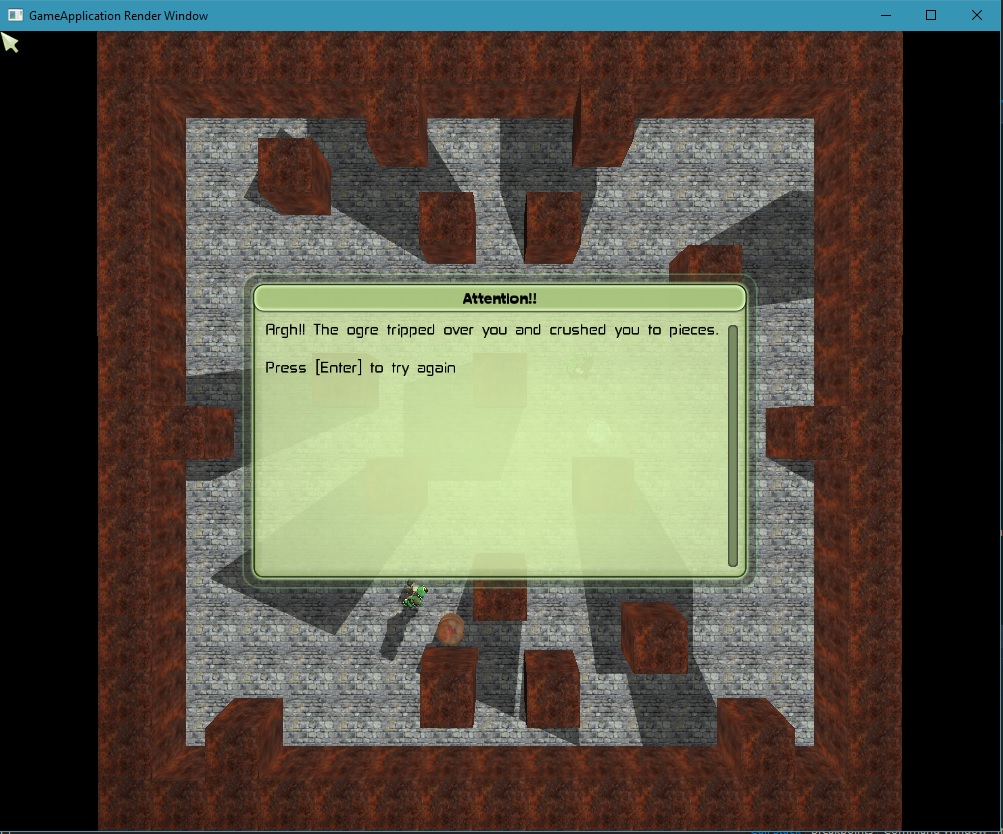 GameApplication Render Window
Attention!!
Argh!! The ogre tripped over you and crushed you to pieces.
Press [Enter] to try again